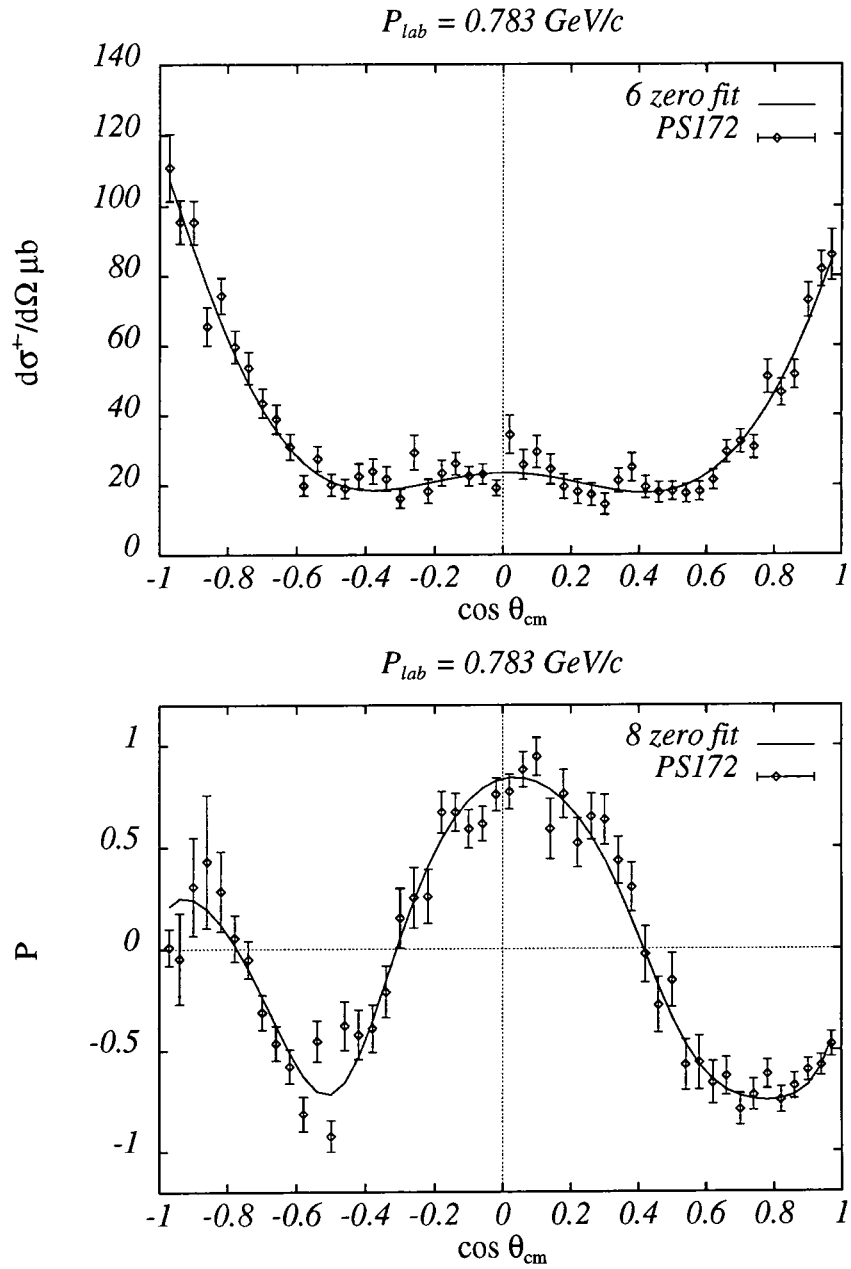 P_lab = 0.783 GeV/c
140
120
100
80
60
40
20
0
dσ⁺/dΩ μb
6 zero fit
PS172
-1 -0.8 -0.6 -0.4 -0.2 0 0.2 0.4 0.6 0.8 1
cos θ_cm
P_lab = 0.783 GeV/c
1
0.5
0
-0.5
-1
P
8 zero fit
PS172
-1 -0.8 -0.6 -0.4 -0.2 0 0.2 0.4 0.6 0.8 1
cos θ_cm